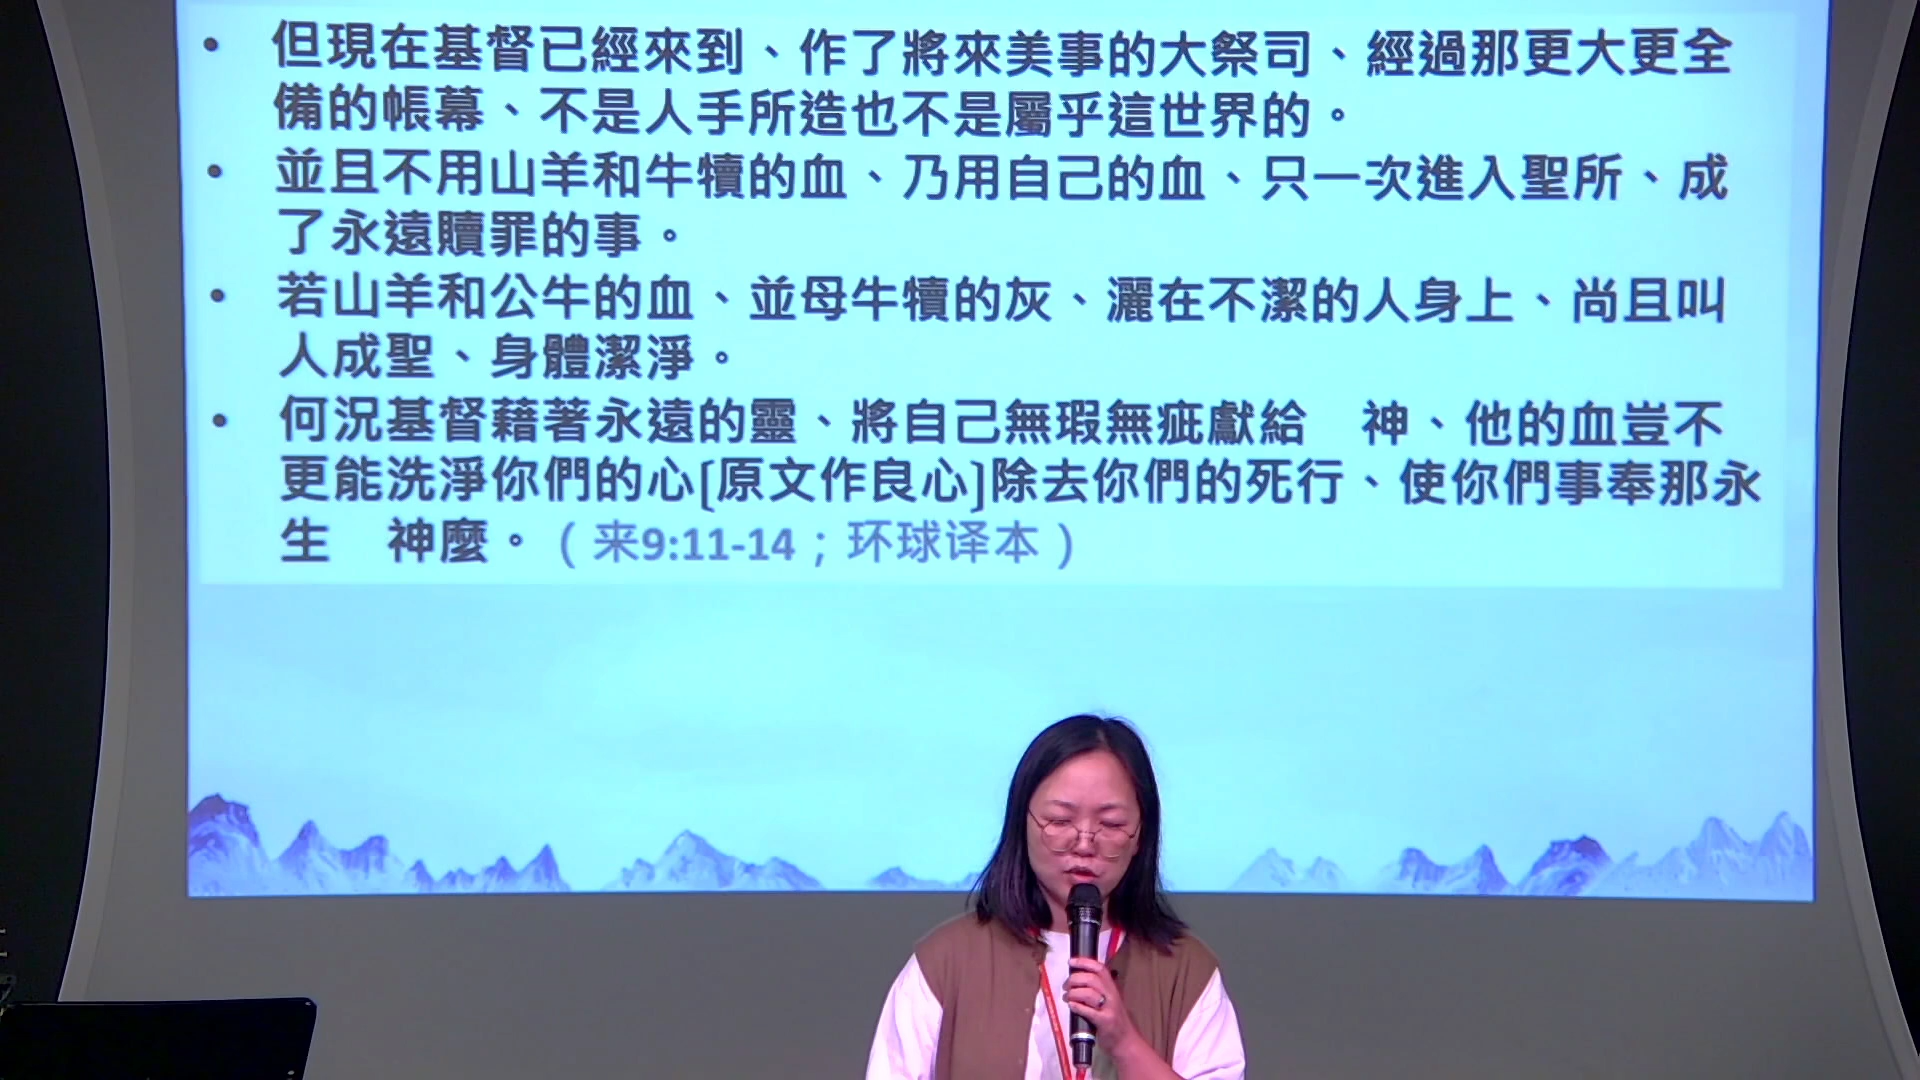 • 但現在基督已經來到、作了將來美事的大祭司、經過那更大更全
備的帳幕、不是人手所造也不是屬乎這世界的。
• 並且不用山羊和牛犢的血、乃用自己的血、只一次進入聖所、成
了永遠贖罪的事。
• 若山羊和公牛的血、並母牛犢的灰、灑在不潔的人身上、尚且叫
人成聖、身體潔淨。
• 何況基督藉著永遠的靈、將自己無瑕無疵獻給　神、他的血豈不
更能洗淨你們的心[原文作良心]除去你們的死行、使你們事奉那永
生　神麼。（来9:11-14；环球译本）